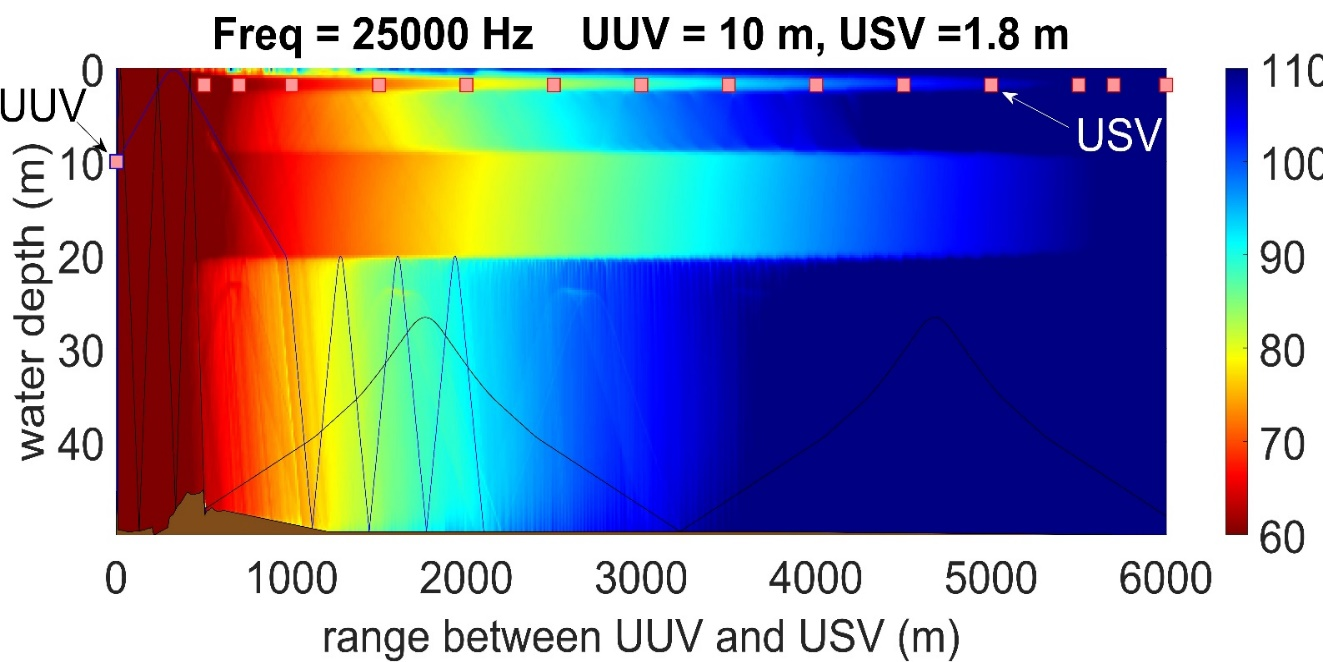 Freq = 25000 Hz    UUV = 10 m, USV =1.8 m
0
UUV
10
20
30
40
water depth (m)
USV
0 1000 2000 3000 4000 5000 6000
range between UUV and USV (m)
110
100
90
80
70
60